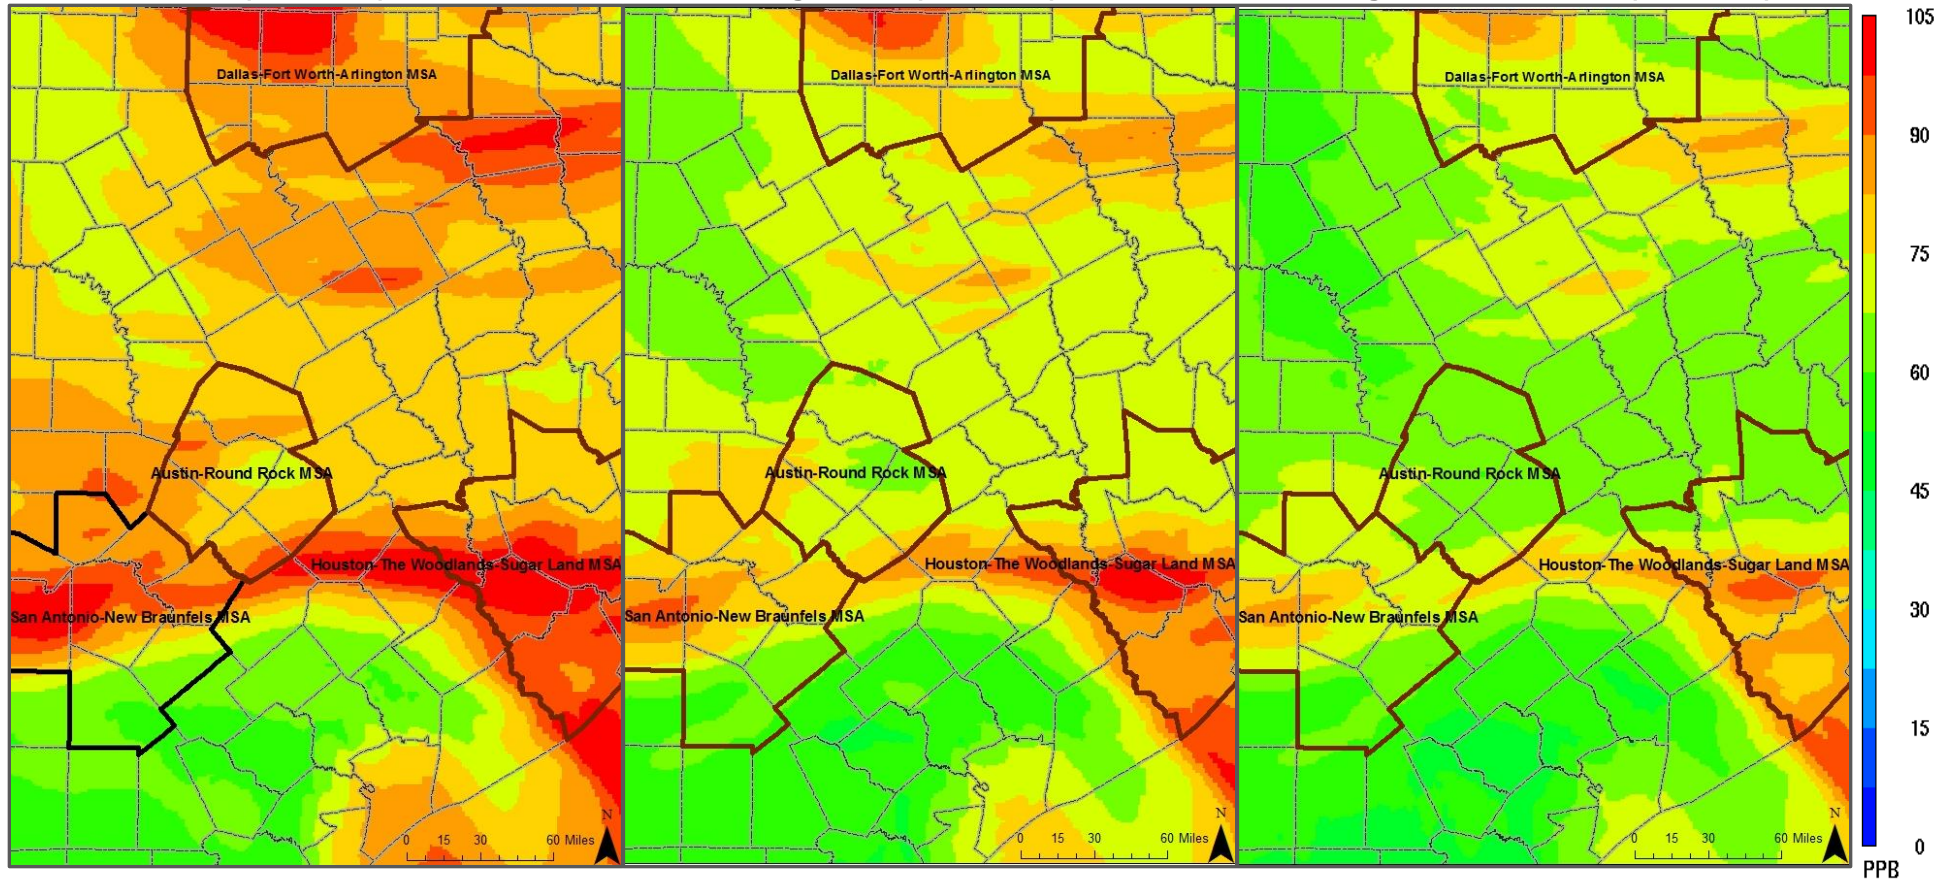 Dallas-Fort Worth-Arlington MSA
Austin-Round Rock MSA
Houston-The Woodlands-Sugar Land MSA
San Antonio-New Braunfels MSA
N
0 15 30 60 Miles
Dallas-Fort Worth-Arlington MSA
Austin-Round Rock MSA
Houston-The Woodlands-Sugar Land MSA
San Antonio-New Braunfels MSA
N
0 15 30 60 Miles
Dallas-Fort Worth-Arlington MSA
Austin-Round Rock MSA
Houston-The Woodlands-Sugar Land MSA
San Antonio-New Braunfels MSA
N
0 15 30 60 Miles
105
90
75
60
45
30
15
0
PPB